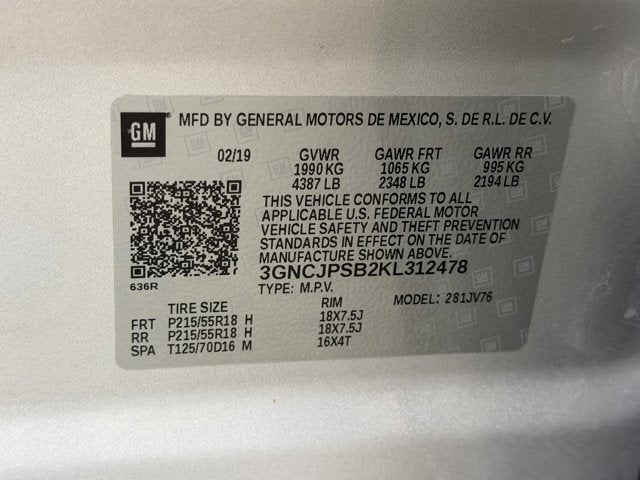 GM ® MFD BY GENERAL MOTORS DE MEXICO, S. DE R.L. DE C.V.
02/19 GVWR GAWR FRT GAWR RR
1990 KG 1065 KG 995 KG
4387 LB 2348 LB 2194 LB
THIS VEHICLE CONFORMS TO ALL
APPLICABLE U.S. FEDERAL MOTOR
VEHICLE SAFETY AND THEFT PREVENTION
STANDARDS IN EFFECT ON THE DATE OF
MANUFACTURE SHOWN ABOVE.
3GNCJPSB2KL312478
636R
TYPE: M.P.V. MODEL: 281JV76
TIRE SIZE RIM
FRT P215/55R18 H 18X7.5J
RR P215/55R18 H 18X7.5J
SPA T125/70D16 M 16X4T